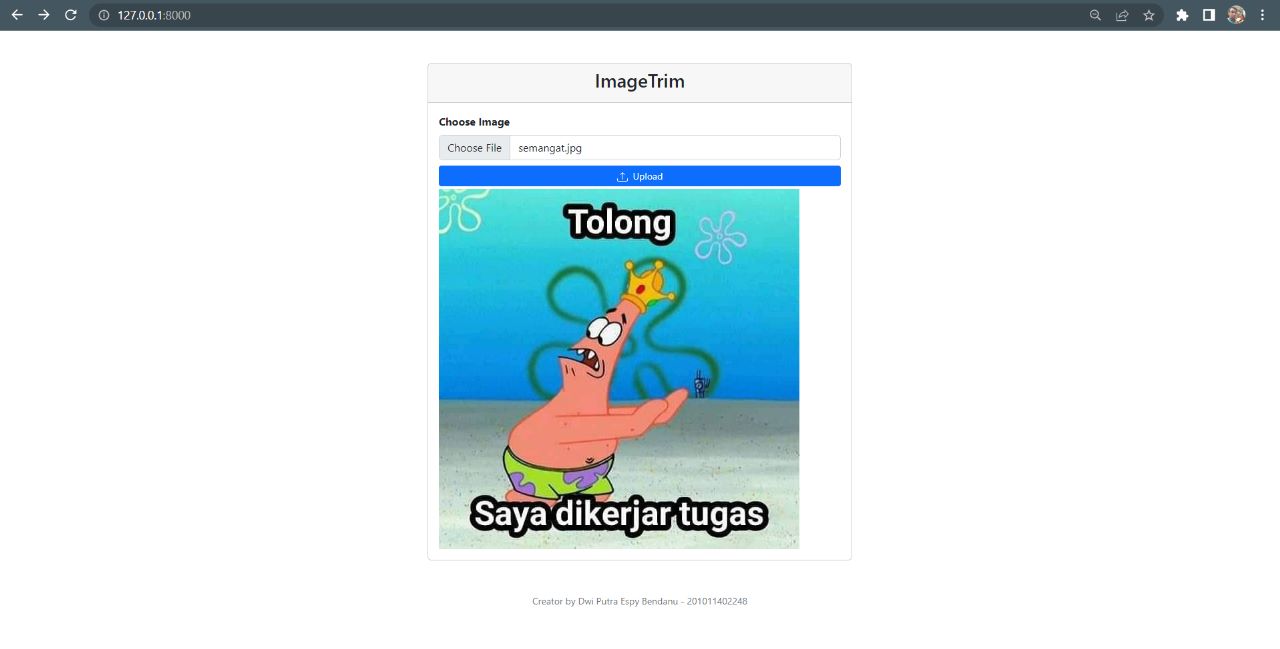 127.0.0.1:8000
ImageTrim
Choose Image
Choose File semangat.jpg
Upload
Tolong
Saya dikerjar tugas
Creator by Dwi Putra Espy Bendanu - 201011402248